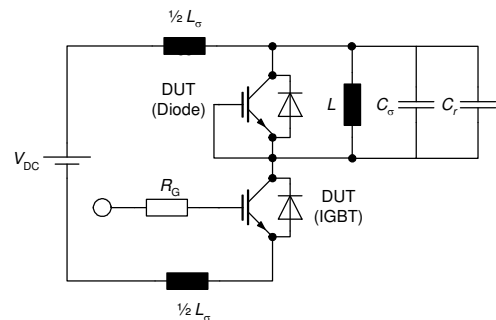 ½ Lσ
DUT
(Diode)
L
Cσ
Cr
VDC
RG
DUT
(IGBT)
½ Lσ